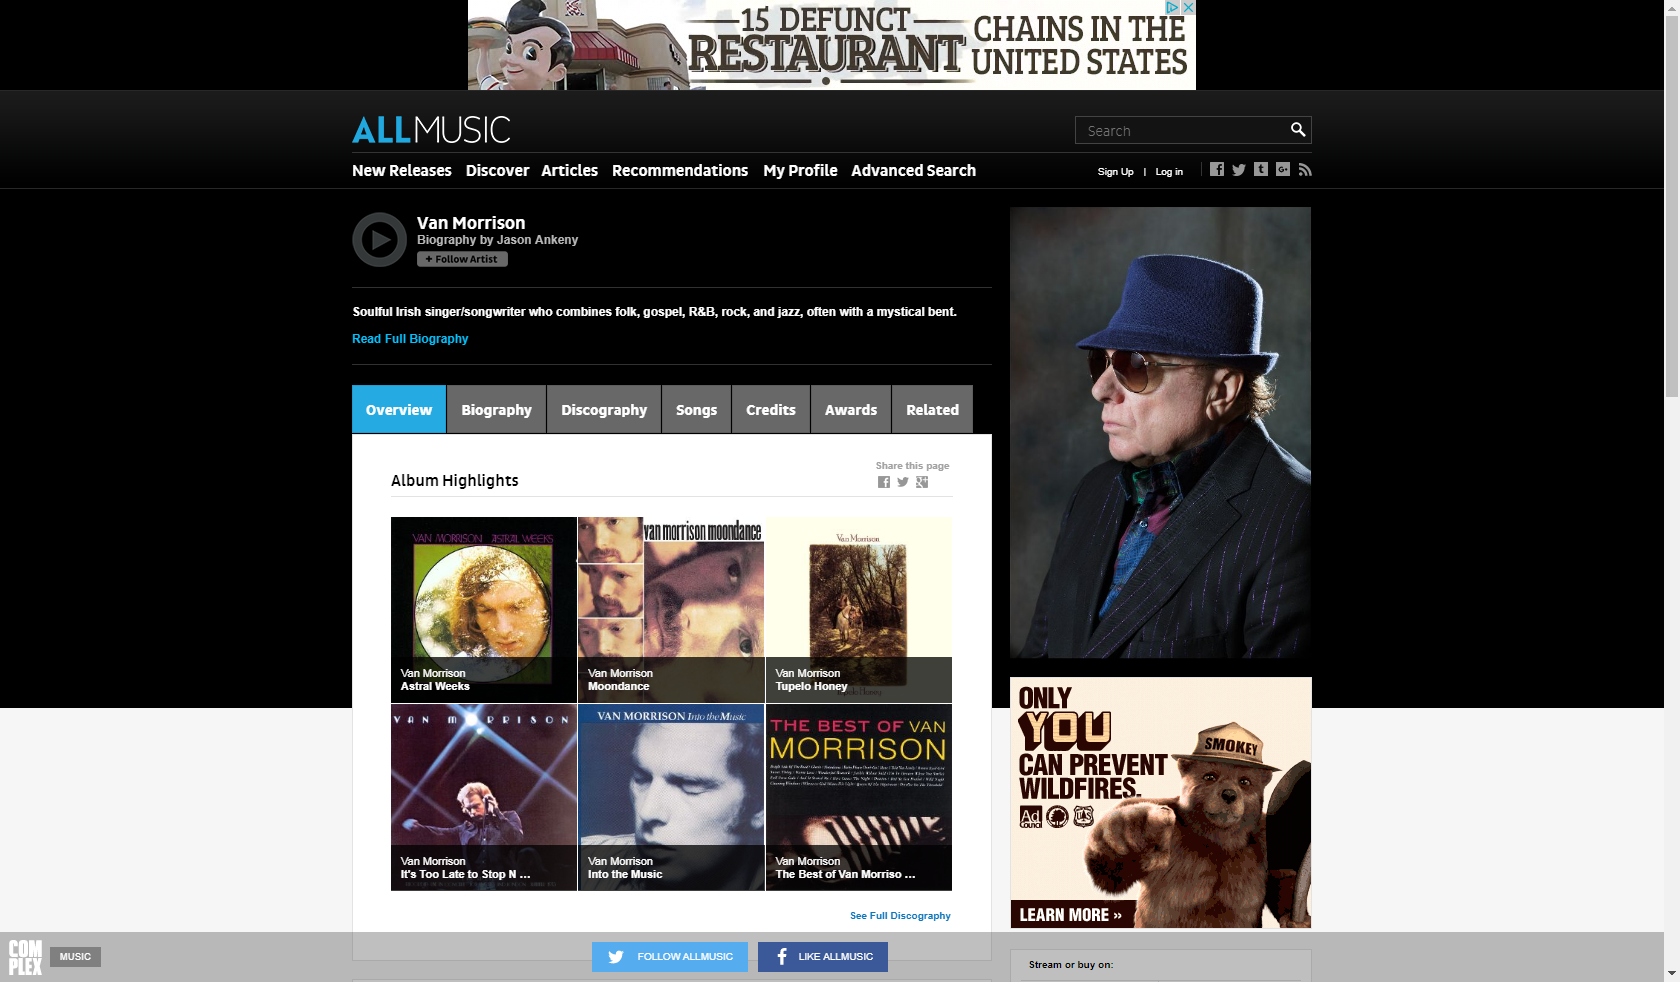 15 DEFUNCT
RESTAURANT
CHAINS IN THE
UNITED STATES
ALLMUSIC
Search
New Releases Discover Articles Recommendations My Profile Advanced Search
Sign Up | Log in
Van Morrison
Biography by Jason Ankeny
+ Follow Artist
Soulful Irish singer/songwriter who combines folk, gospel, R&B, rock, and jazz, often with a mystical bent.
Read Full Biography
Overview Biography Discography Songs Credits Awards Related
Share this page
Album Highlights
VAN MORRISON ASTRAL WEEKS
van morrison moondance
Van Morrison
Van Morrison
Astral Weeks
Van Morrison
Moondance
Van Morrison
Tupelo Honey
Tupelo Honey
VAN MORRISON
VAN MORRISON Into the Music
THE BEST OF VAN
MORRISON
Van Morrison
It's Too Late to Stop N ...
Van Morrison
Into the Music
Van Morrison
The Best of Van Morriso ...
See Full Discography
ONLY
YOU
CAN PREVENT
WILDFIRES.
SMOKEY
Ad
Council
LEARN MORE »
COMPLEX
MUSIC
FOLLOW ALLMUSIC
LIKE ALLMUSIC
Stream or buy on: